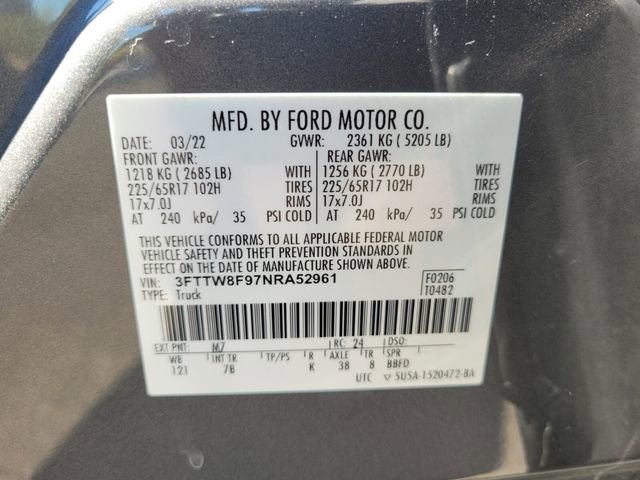 MFD. BY FORD MOTOR CO.
DATE: 03/22 GVWR: 2361 KG ( 5205 LB)
FRONT GAWR: REAR GAWR:
1218 KG ( 2685 LB) WITH 1256 KG ( 2770 LB) WITH
225/65R17 102H TIRES 225/65R17 102H TIRES
17x7.0J RIMS 17x7.0J RIMS
AT 240 kPa/ 35 PSI COLD AT 240 kPa/ 35 PSI COLD
THIS VEHICLE CONFORMS TO ALL APPLICABLE FEDERAL MOTOR
VEHICLE SAFETY AND THEFT PREVENTION STANDARDS IN
EFFECT ON THE DATE OF MANUFACTURE SHOWN ABOVE.
VIN: 3FTTW8F97NRA52961 F0206
TYPE: Truck T0482
EXT PNT: M7 RC: 24 DSO:
WB INT TR TP/PS R AXLE TR SPR
121 7B K 38 8 BBFD
UTC ▽ 5U5A-1520472-BA